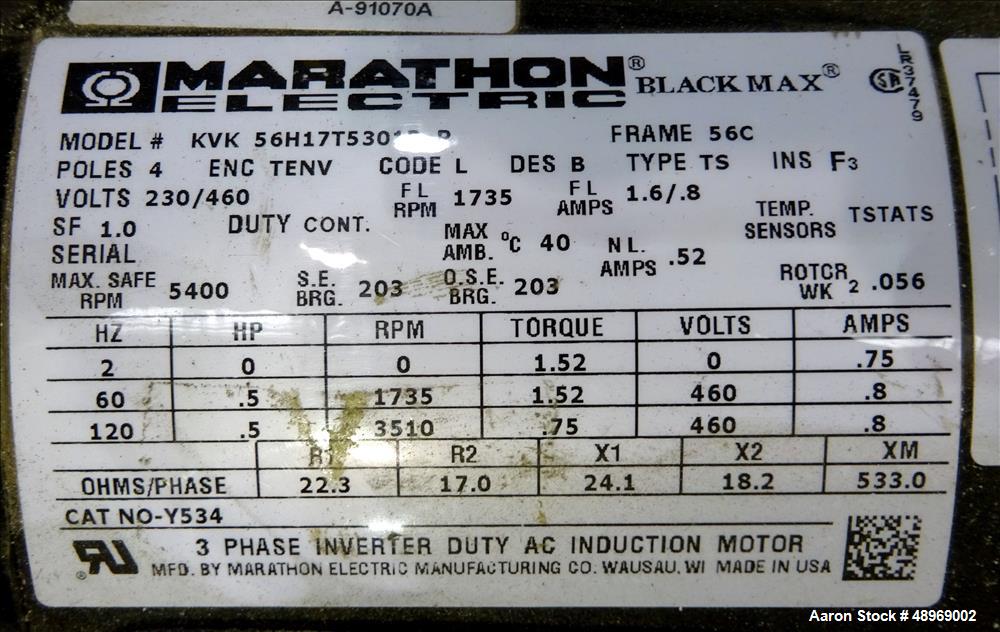 A-91070A
MARATHON® BLACK MAX®
ELECTRIC
LR37479
MODEL # KVK FRAME 56C
POLES 4 ENC TENV CODE L DES B TYPE TS INS F3
VOLTS 230/460 FL RPM 1735 FL AMPS 1.6/.8
SF 1.0 DUTY CONT. MAX AMB. °C 40 NL. AMPS .52 TEMP. SENSORS TSTATS
SERIAL
MAX. SAFE RPM 5400 S.E. BRG. 203 O.S.E. BRG. 203 ROTOR WK2 .056
HZ HP RPM TORQUE VOLTS AMPS
2 0 0 1.52 0 .75
60 .5 1735 1.52 460 .8
120 .5 3510 .75 460 .8
R1 R2 X1 X2 XM
OHMS/PHASE 22.3 17.0 24.1 18.2 533.0
CAT NO-Y534
3 PHASE INVERTER DUTY AC INDUCTION MOTOR
MFD. BY MARATHON ELECTRIC MANUFACTURING CO. WAUSAU, WI MADE IN USA
Aaron Stock # 48969002